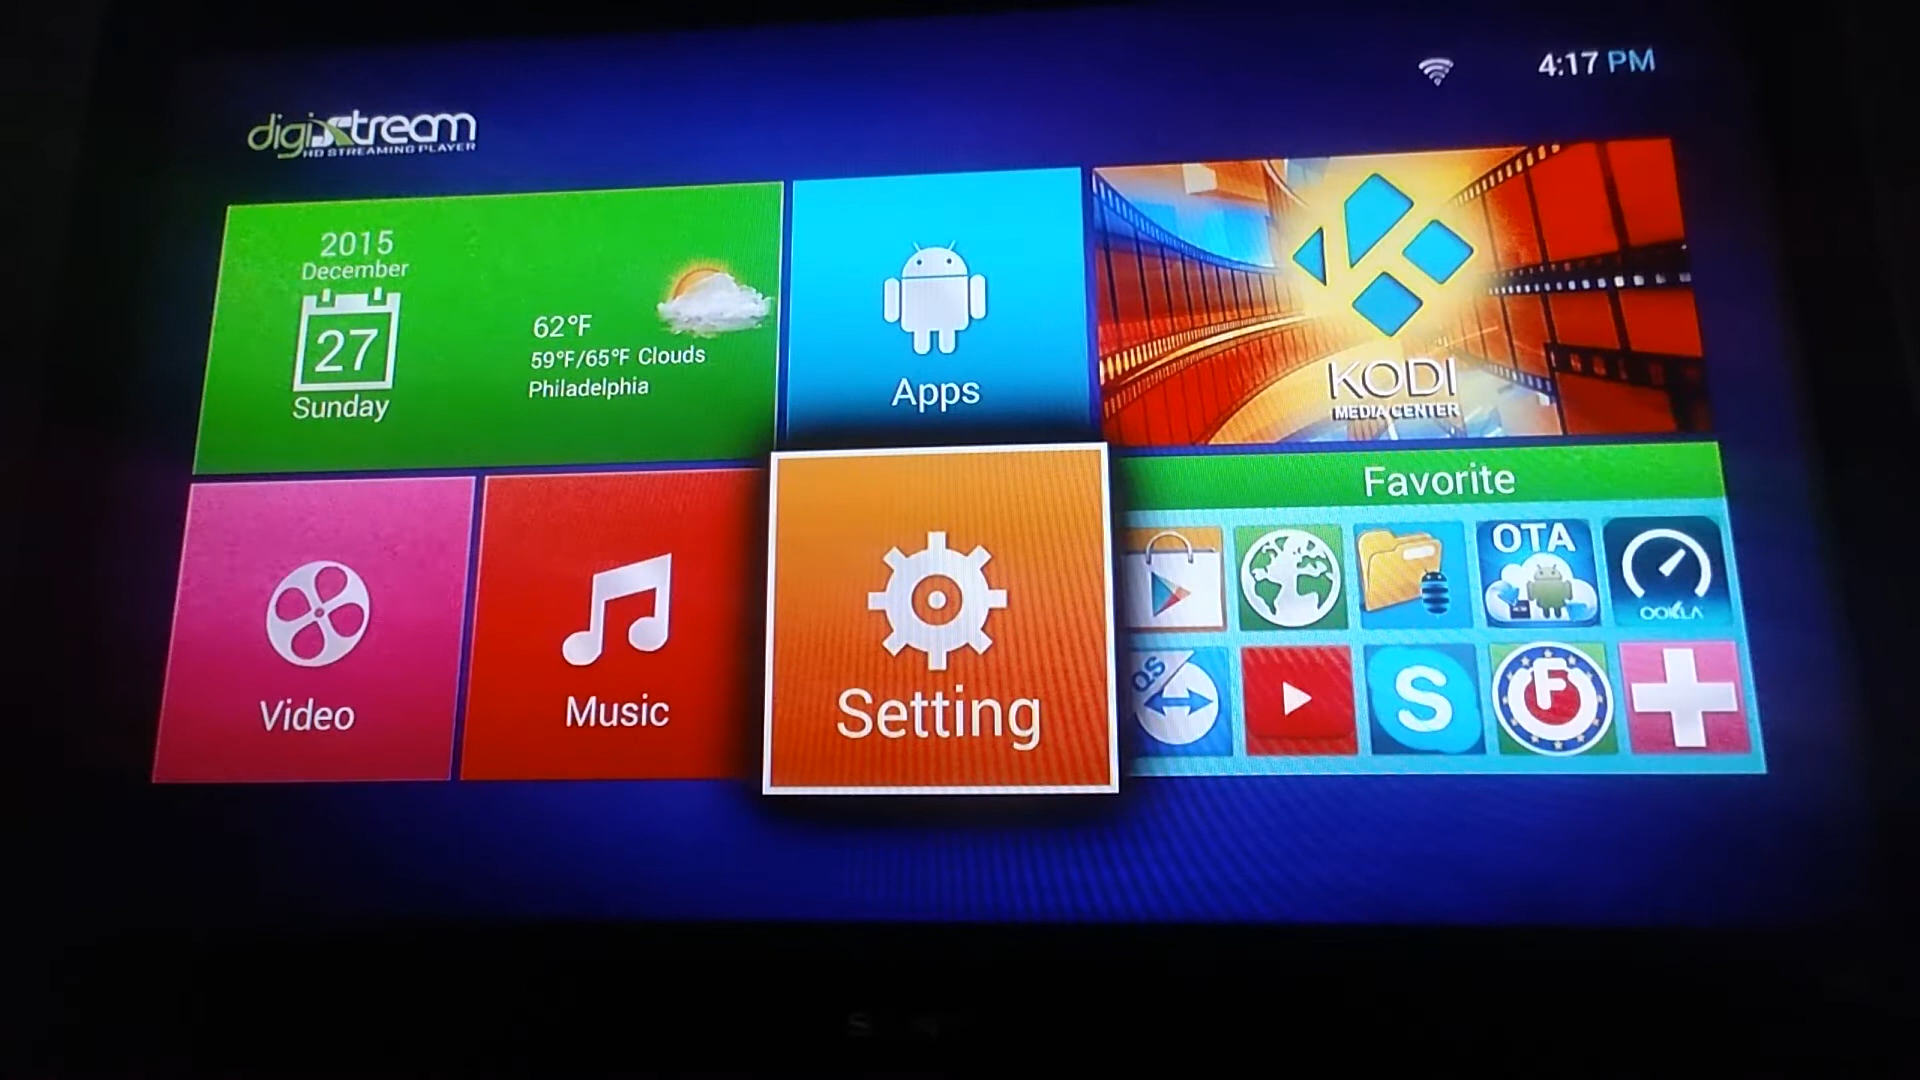 4:17 PM
digixstream
HD STREAMING PLAYER
2015
December
27
Sunday
62°F
59°F/65°F Clouds
Philadelphia
Apps
KODI
MEDIA CENTER
Video
Music
Setting
Favorite
OTA
OOKLA
QS
S
F